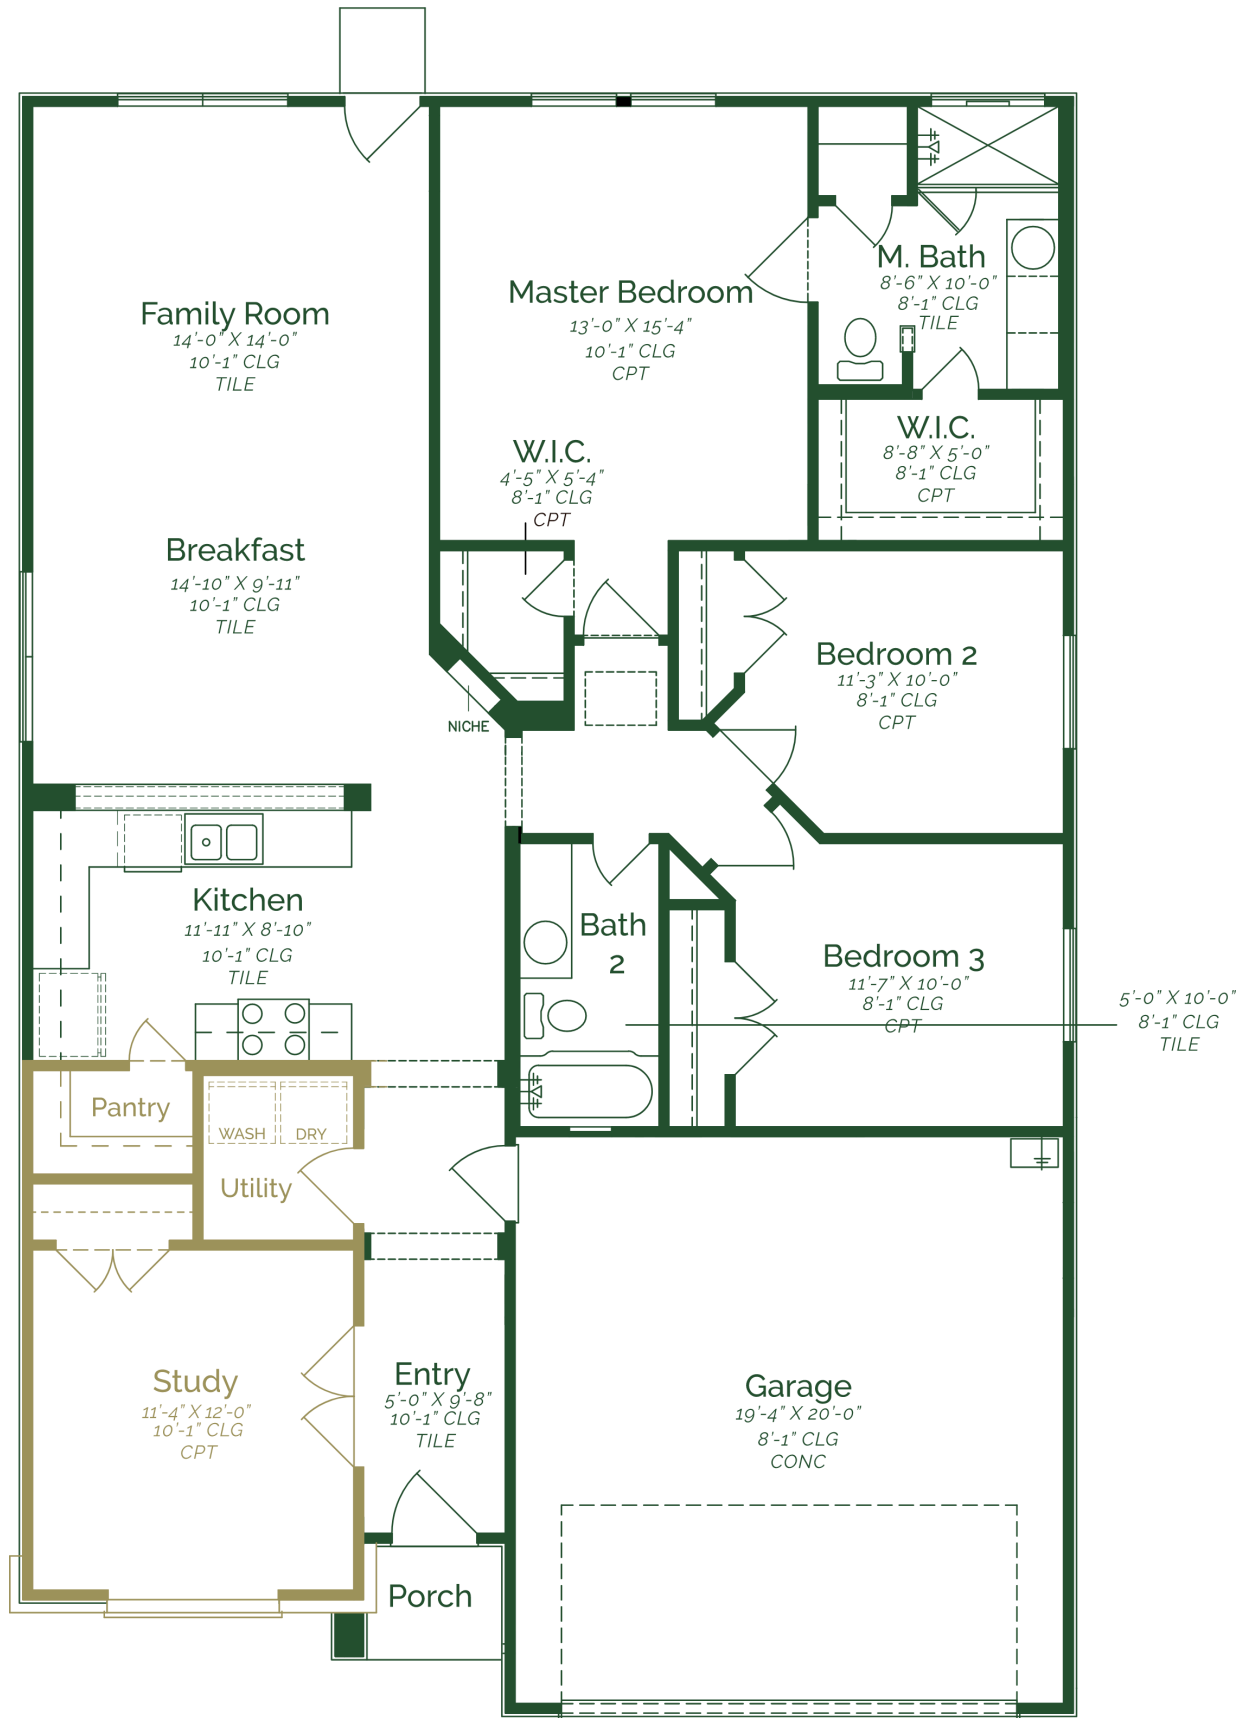 Family Room
14'-0" X 14'-0"
10'-1" CLG
TILE
Master Bedroom
13'-0" X 15'-4"
10'-1" CLG
CPT
M. Bath
8'-6" X 10'-0"
8'-1" CLG
TILE
W.I.C.
4'-5" X 5'-4"
8'-1" CLG
CPT
W.I.C.
8'-8" X 5'-0"
8'-1" CLG
CPT
Breakfast
14'-10" X 9'-11"
10'-1" CLG
TILE
Bedroom 2
11'-3" X 10'-0"
8'-1" CLG
CPT
NICHE
Kitchen
11'-11" X 8'-10"
10'-1" CLG
TILE
Bath
2
Bedroom 3
11'-7" X 10'-0"
8'-1" CLG
CPT
5'-0" X 10'-0"
8'-1" CLG
TILE
Pantry
WASH
DRY
Utility
Study
11'-4" X 12'-0"
10'-1" CLG
CPT
Entry
5'-0" X 9'-8"
10'-1" CLG
TILE
Garage
19'-4" X 20'-0"
8'-1" CLG
CONC
Porch